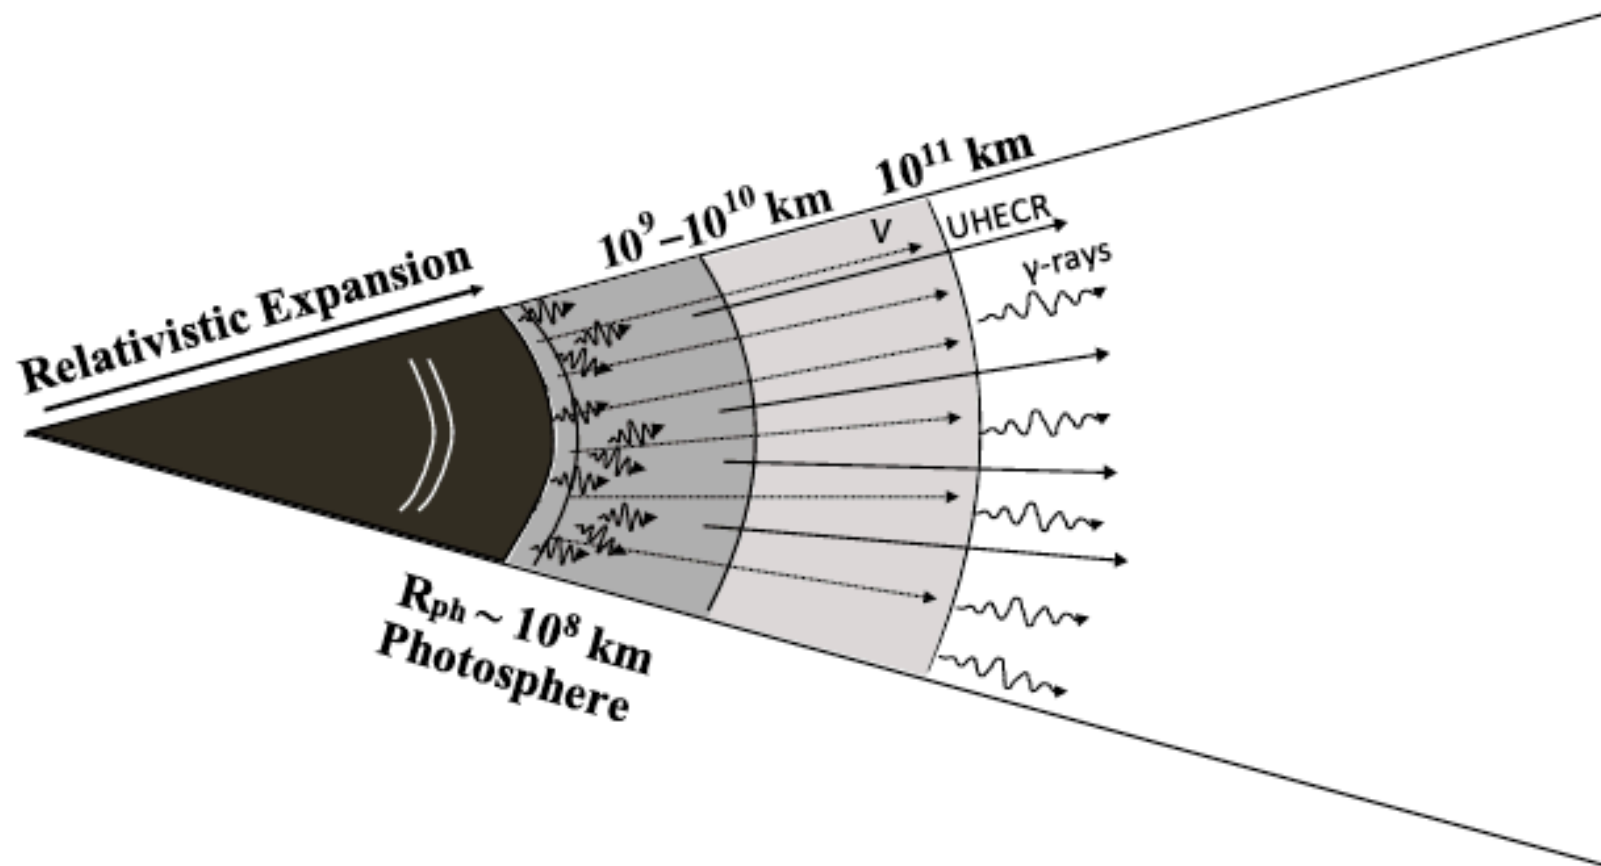 Relativistic Expansion
10⁹–10¹⁰ km
10¹¹ km
ν
UHECR
γ-rays
Rₚₕ ~ 10⁸ km
Photosphere